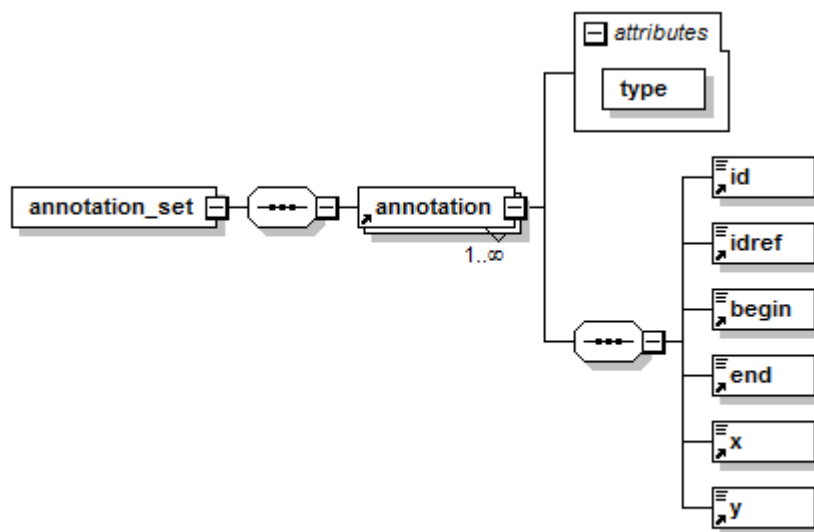 attributes
type
annotation_set
annotation
1..∞
id
idref
begin
end
x
y